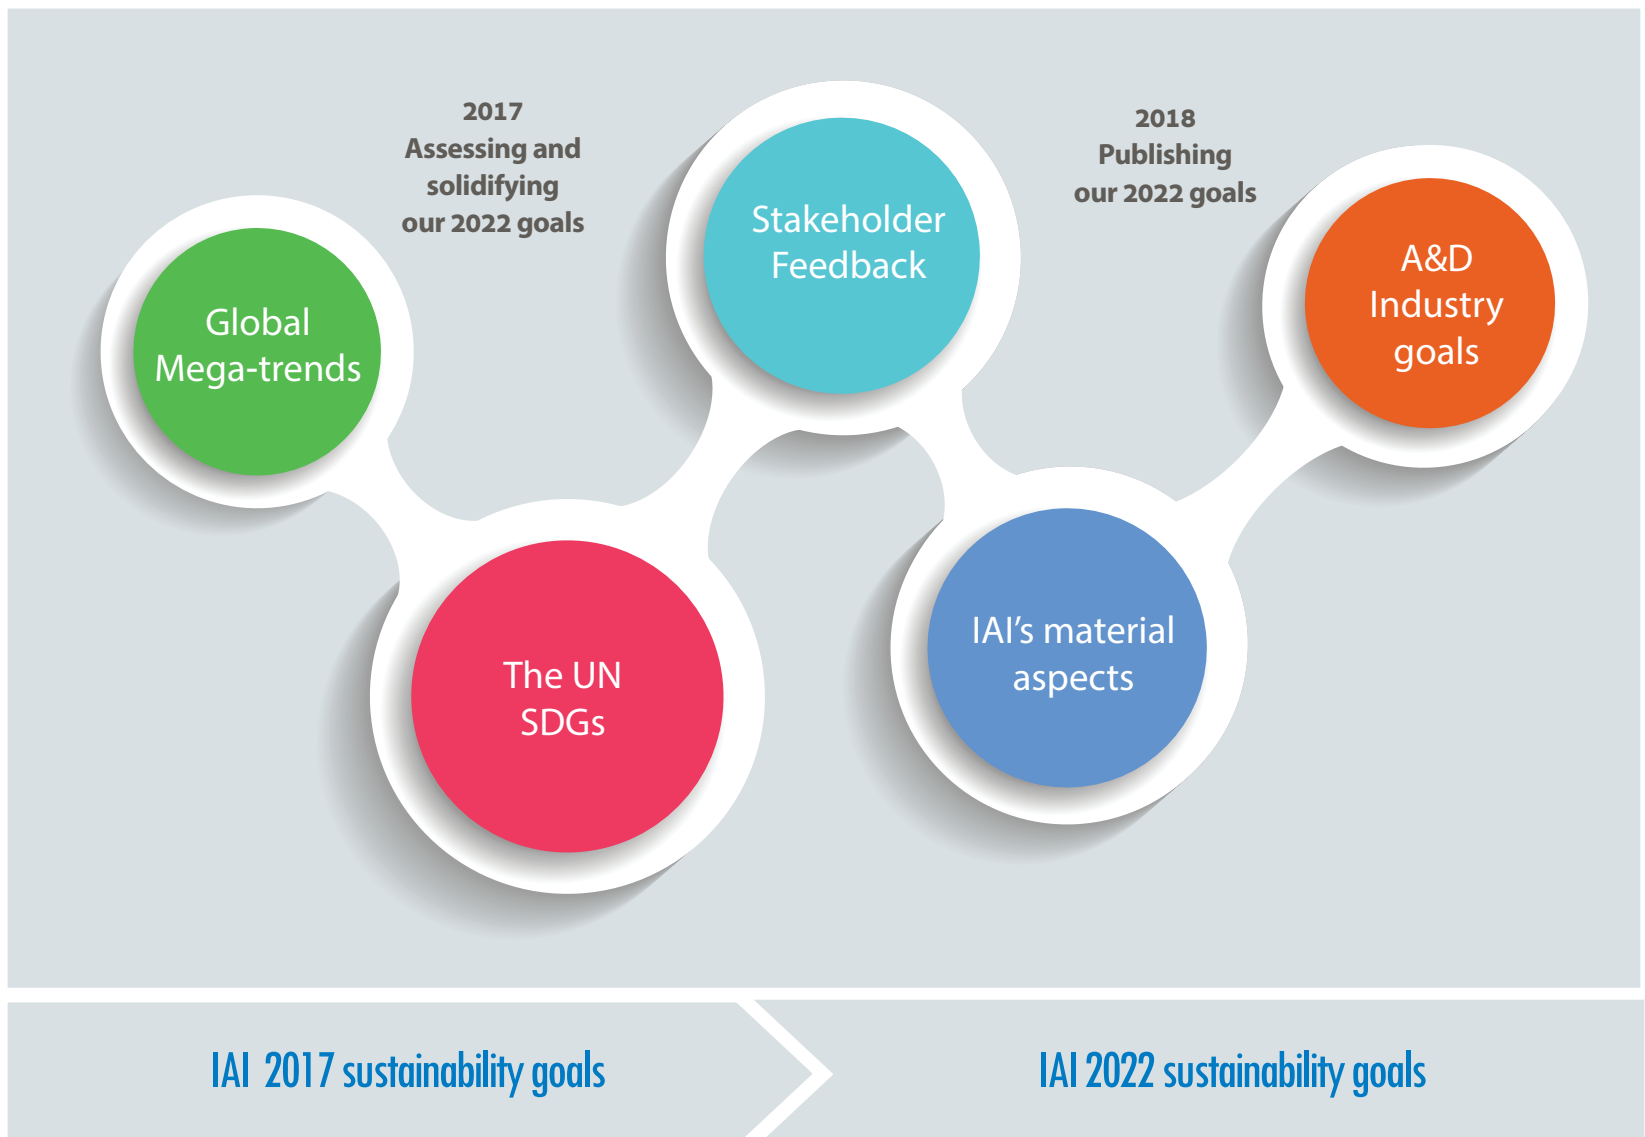 2017
Assessing and
solidifying
our 2022 goals
2018
Publishing
our 2022 goals
Global
Mega-trends
The UN
SDGs
Stakeholder
Feedback
IAI’s material
aspects
A&D
Industry
goals
IAI 2017 sustainability goals
IAI 2022 sustainability goals